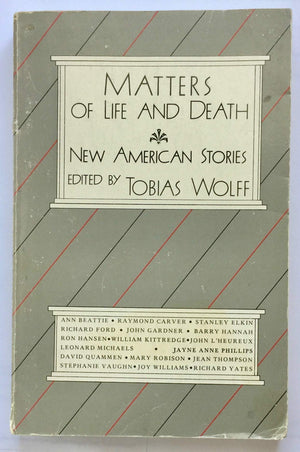 MATTERS
OF LIFE AND DEATH
NEW AMERICAN STORIES
EDITED BY TOBIAS WOLFF
ANN BEATTIE • RAYMOND CARVER • STANLEY ELKIN
RICHARD FORD • JOHN GARDNER • BARRY HANNAH
RON HANSEN • WILLIAM KITTREDGE • JOHN L'HEUREUX
LEONARD MICHAELS • JAYNE ANNE PHILLIPS
DAVID QUAMMEN • MARY ROBISON • JEAN THOMPSON
STEPHANIE VAUGHN • JOY WILLIAMS • RICHARD YATES